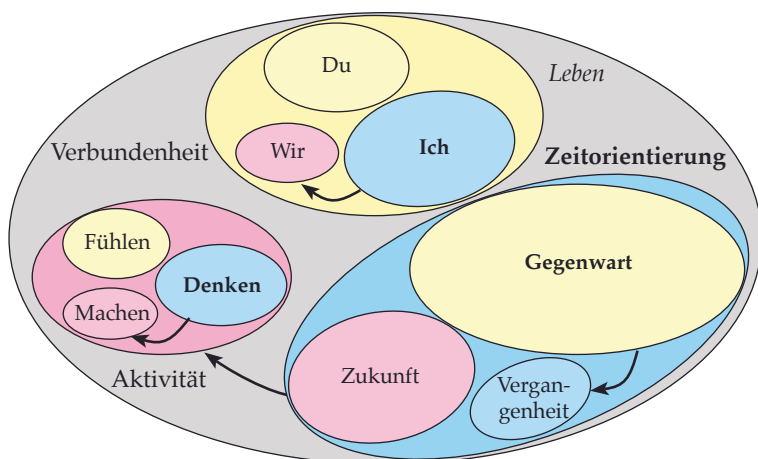 Du
Leben
Verbundenheit
Wir
Ich
Zeitorientierung
Fühlen
Gegenwart
Denken
Machen
Zukunft
Aktivität
Vergan-
genheit